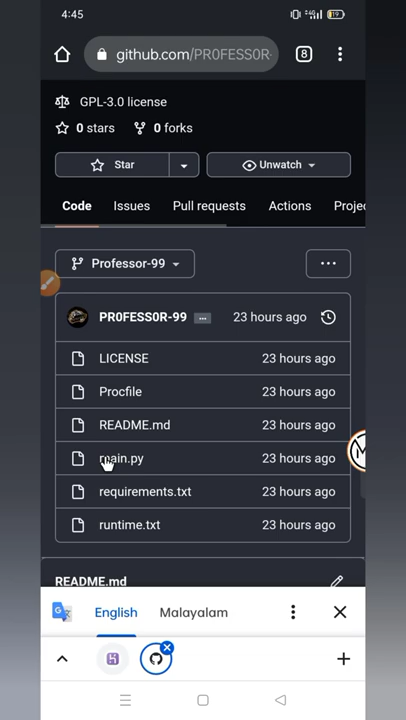 4:45
19
github.com/PR0FESS0R-
8
GPL-3.0 license
0 stars 0 forks
Star Unwatch
Code Issues Pull requests Actions Projec
Professor-99
PR0FESS0R-99 23 hours ago
LICENSE 23 hours ago
Procfile 23 hours ago
README.md 23 hours ago
main.py 23 hours ago
requirements.txt 23 hours ago
runtime.txt 23 hours ago
README.md
English Malayalam